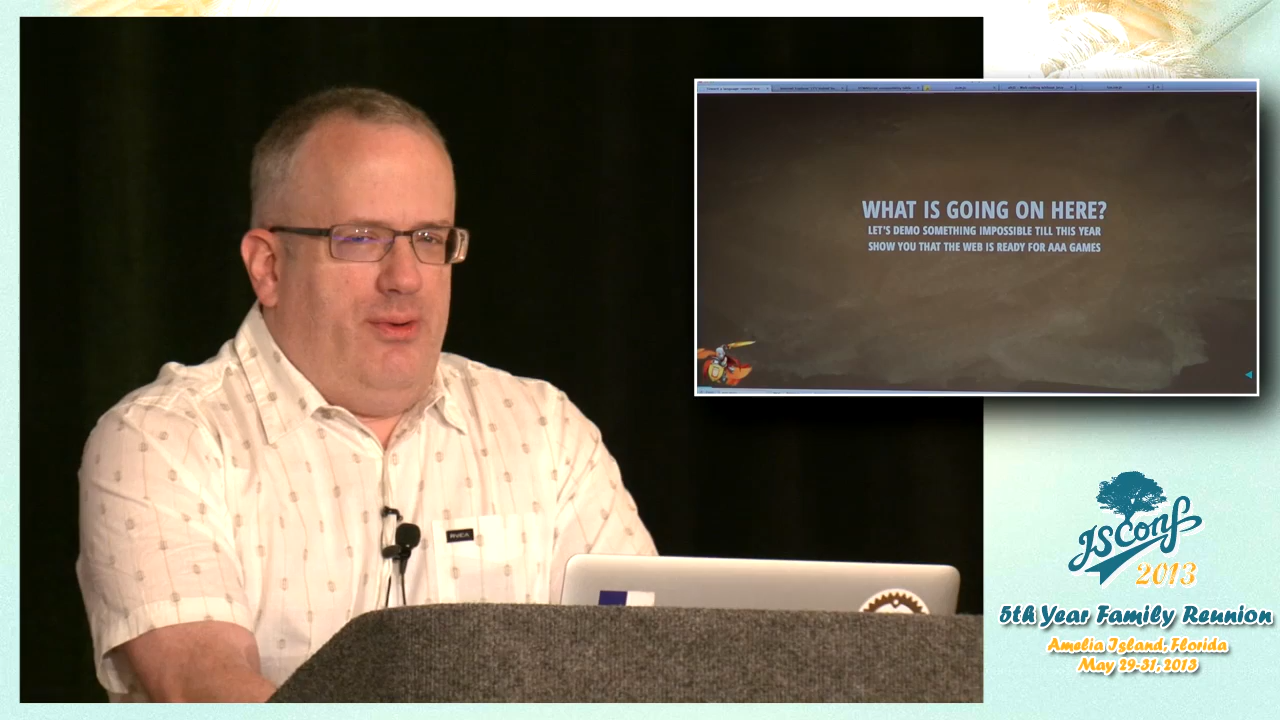 WHAT IS GOING ON HERE?
LET'S DEMO SOMETHING IMPOSSIBLE TILL THIS YEAR
SHOW YOU THAT THE WEB IS READY FOR AAA GAMES
RVCA
JSConf
2013
5th Year Family Reunion
Amelia Island, Florida
May 29-31, 2013